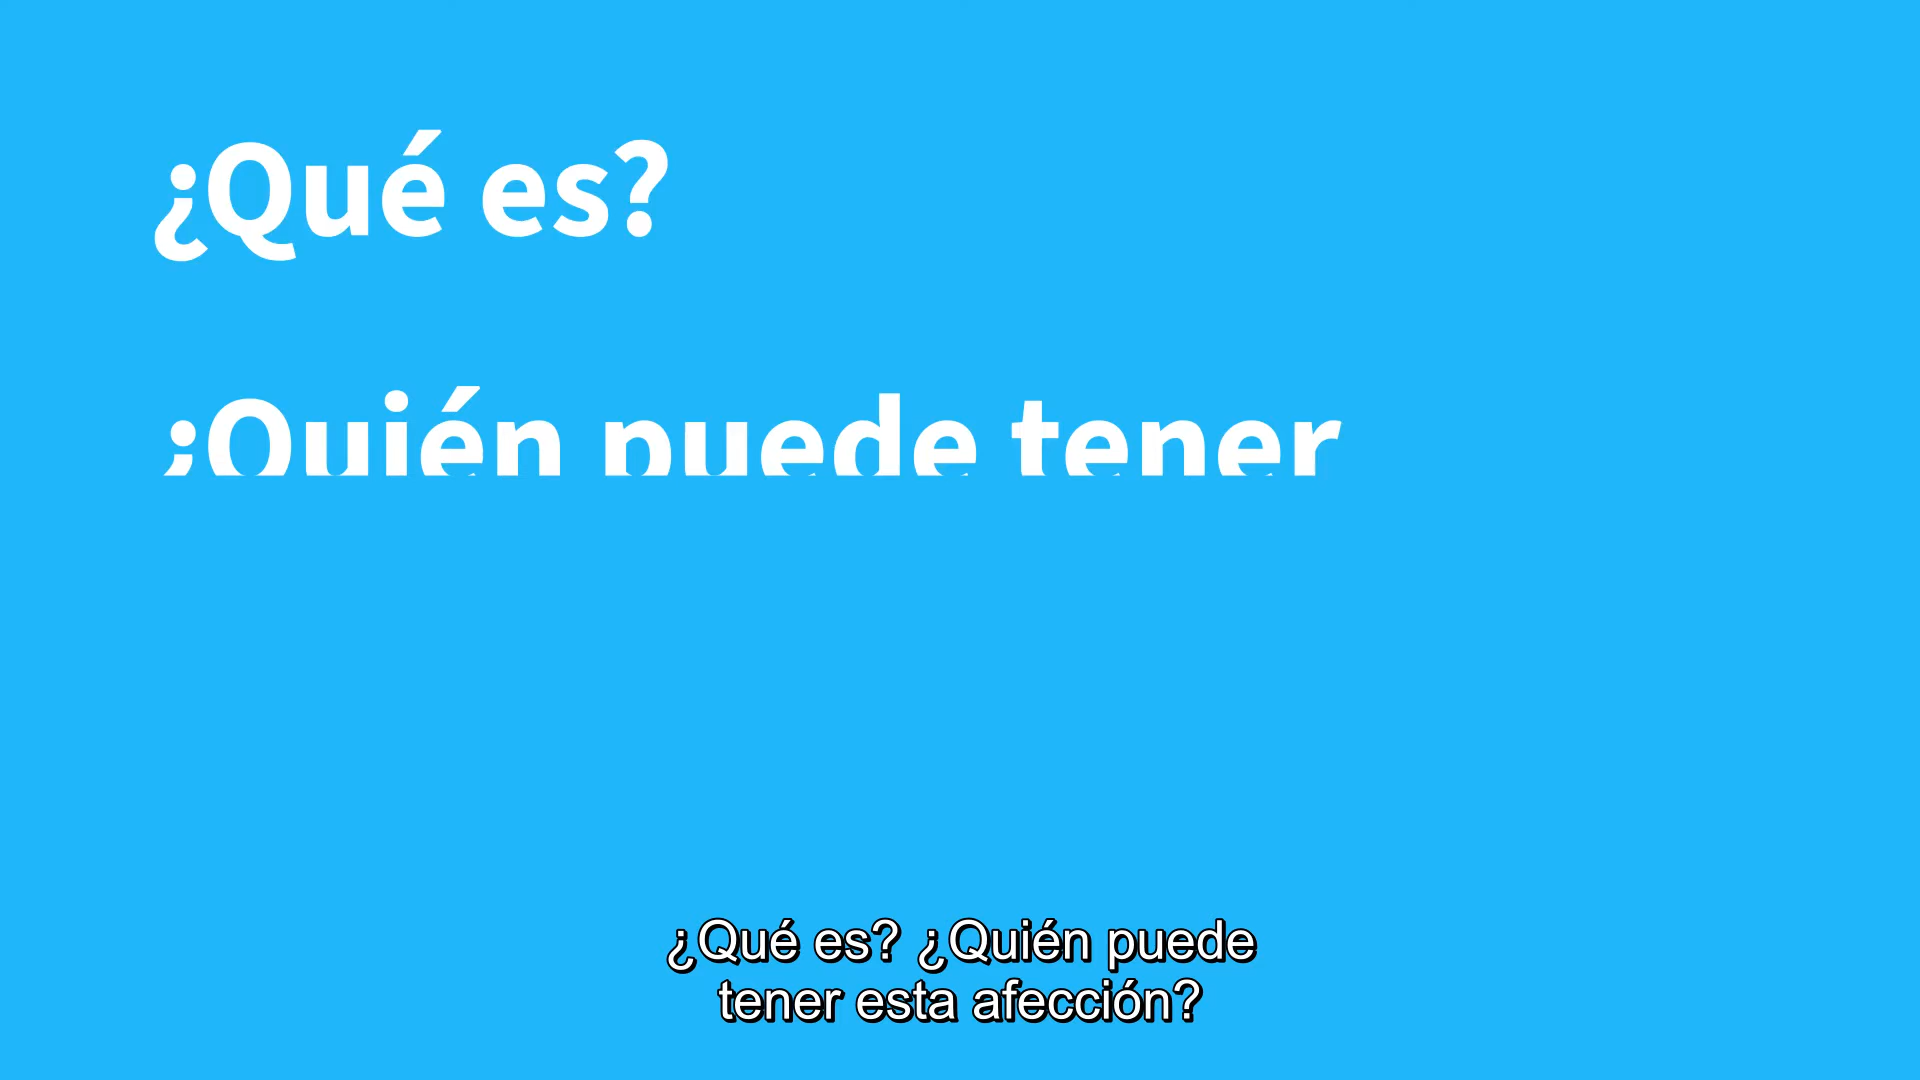 ¿Qué es?
¿Quién puede tener
¿Qué es? ¿Quién puede
tener esta afección?